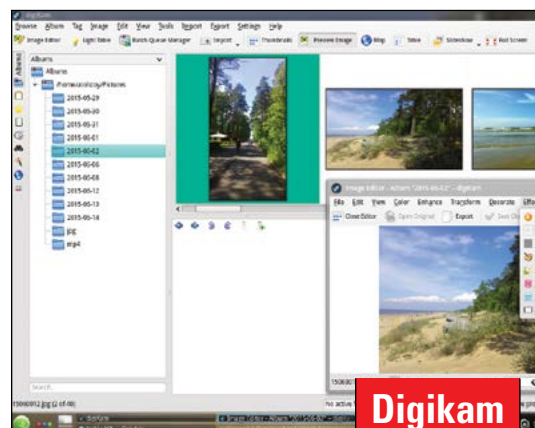 digiKam
Browse Album Tag Image Edit View Tools Import Export Settings Help
Image Editor Light Table Batch Queue Manager Import Thumbnails Preview Image Map Table Slideshow Full Screen
Albums
Albums
Albums
/home/ /Pictures
2015-05-29
2015-05-30
2015-05-31
2015-06-01
2015-06-02
2015-06-06
2015-06-08
2015-06-12
2015-06-13
2015-06-14
jpg
mp4
Image Editor - Album "2015-06-02" - digiKam
File Edit View Color Enhance Transform Decorate
Close Editor Open Original Export
Search...
No active
Digikam